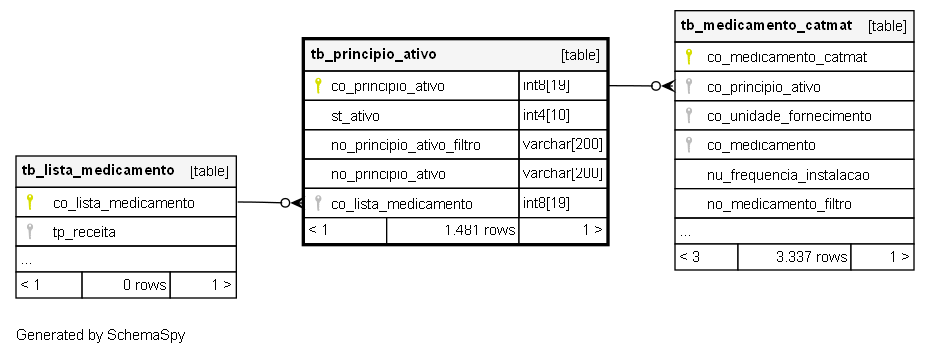 tb_lista_medicamento [table]
co_lista_medicamento
tp_receita
...
< 1 0 rows 1 >
tb_principio_ativo [table]
co_principio_ativo int8[19]
st_ativo int4[10]
no_principio_ativo_filtro varchar[200]
no_principio_ativo varchar[200]
co_lista_medicamento int8[19]
< 1 1.481 rows 1 >
tb_medicamento_catmat [table]
co_medicamento_catmat
co_principio_ativo
co_unidade_fornecimento
co_medicamento
nu_frequencia_instalacao
no_medicamento_filtro
...
< 3 3.337 rows 1 >
Generated by SchemaSpy